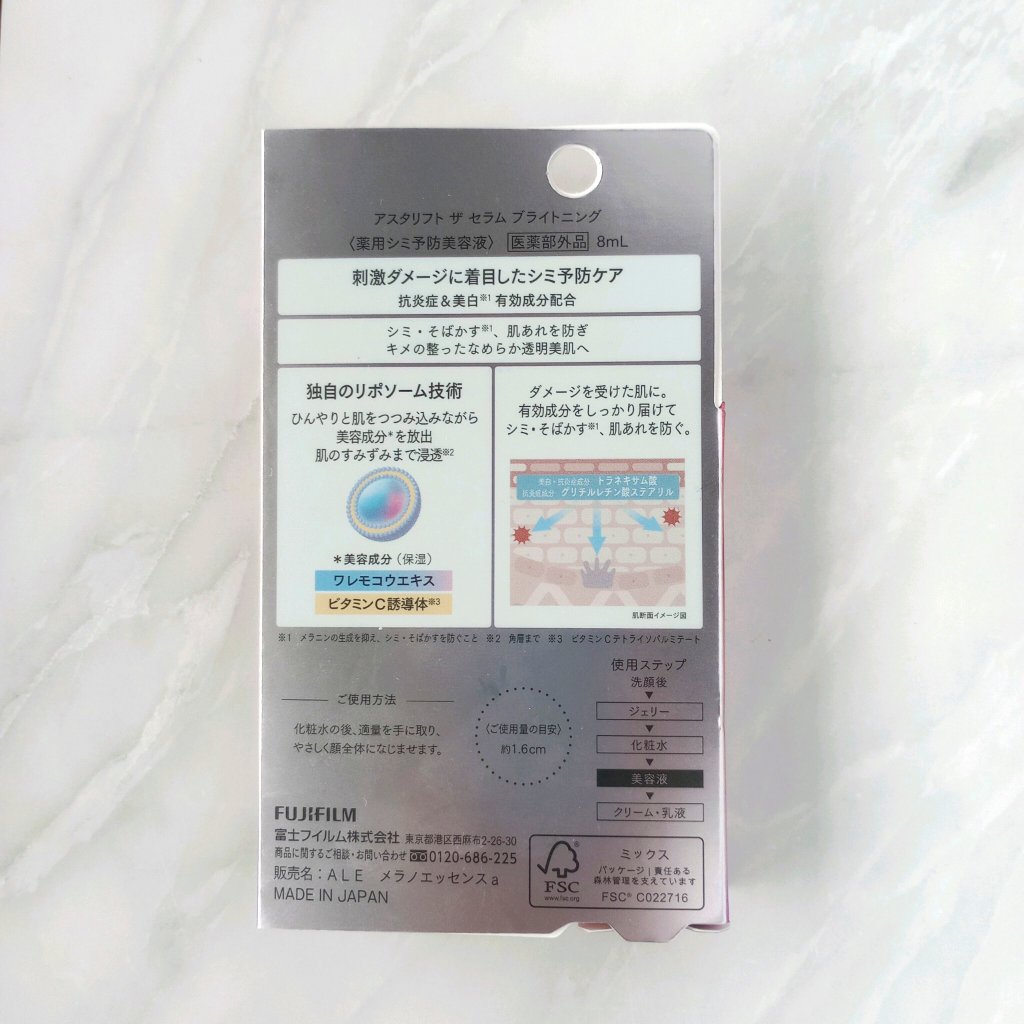 アスタリフト ザ セラム ブライトニング
〈薬用シミ予防美容液〉 医薬部外品 8mL
刺激ダメージに着目したシミ予防ケア
抗炎症＆美白※1 有効成分配合
シミ・そばかす※1、肌あれを防ぎ
キメの整ったなめらか透明美肌へ
独自のリポソーム技術
ひんやりと肌をつつみ込みながら
美容成分*を放出
肌のすみずみまで浸透※2
*美容成分（保湿）
ワレモコウエキス
ビタミンC誘導体※3
ダメージを受けた肌に。
有効成分をしっかり届けて
シミ・そばかす※1、肌あれを防ぐ。
美白・抗炎症成分 トラネキサム酸
抗炎症成分 グリチルレチン酸ステアリル
肌断面イメージ図
※1 メラニンの生成を抑え、シミ・そばかすを防ぐこと ※2 角層まで ※3 ビタミンCテトライソパルミテート
ご使用方法
化粧水の後、適量を手に取り、
やさしく顔全体になじませます。
〈ご使用量の目安〉
約1.6cm
使用ステップ
洗顔後
▼
ジェリー
▼
化粧水
▼
美容液
▼
クリーム・乳液
FUJIFILM
富士フイルム株式会社 東京都港区西麻布2-26-30
商品に関するご相談・お問い合わせ 0120-686-225
販売名：ALE メラノエッセンスa
MADE IN JAPAN
®
FSC
www.fsc.org
ミックス
パッケージ｜責任ある
森林管理を支えています
FSC® C022716